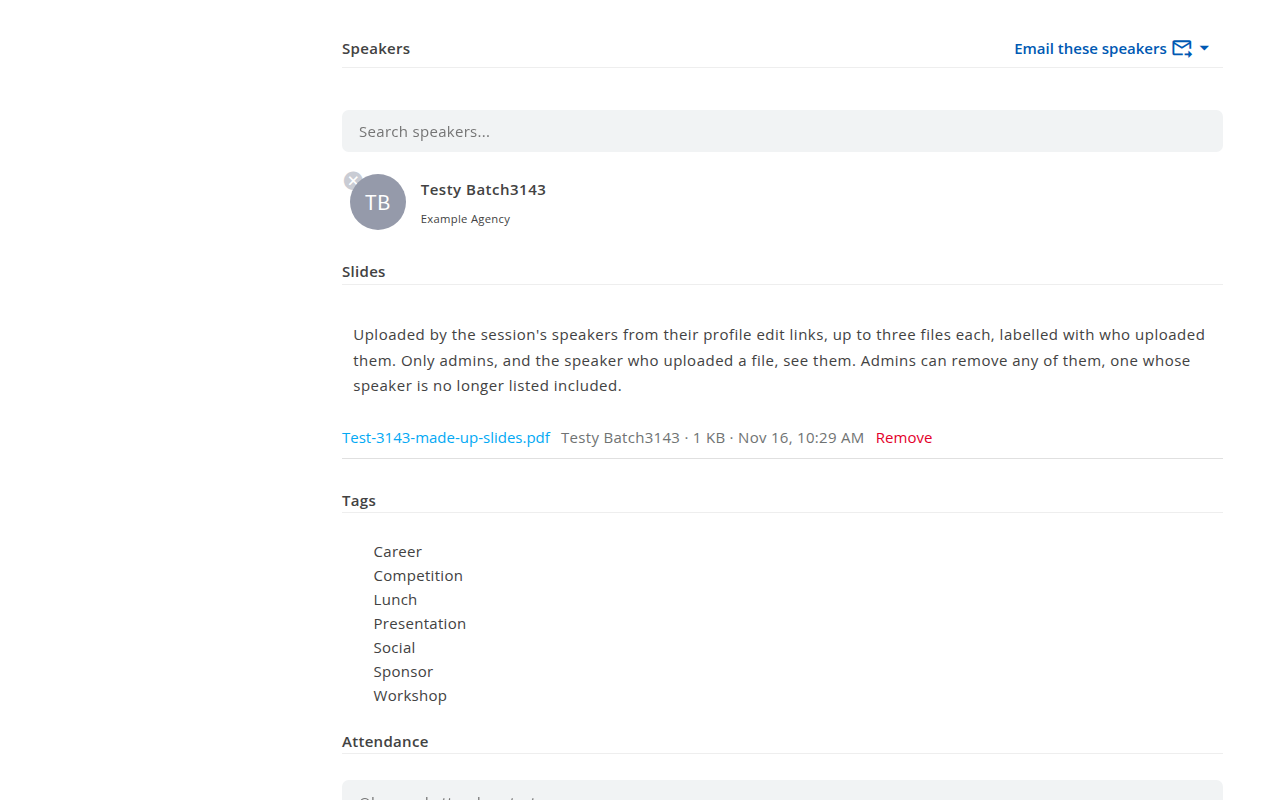 Speakers
Email these speakers
Search speakers...
TB
Testy Batch3143
Example Agency
Slides
Uploaded by the session's speakers from their profile edit links, up to three files each, labelled with who uploaded
them. Only admins, and the speaker who uploaded a file, see them. Admins can remove any of them, one whose
speaker is no longer listed included.
Test-3143-made-up-slides.pdf Testy Batch3143 · 1 KB · Nov 16, 10:29 AM Remove
Tags
Career
Competition
Lunch
Presentation
Social
Sponsor
Workshop
Attendance